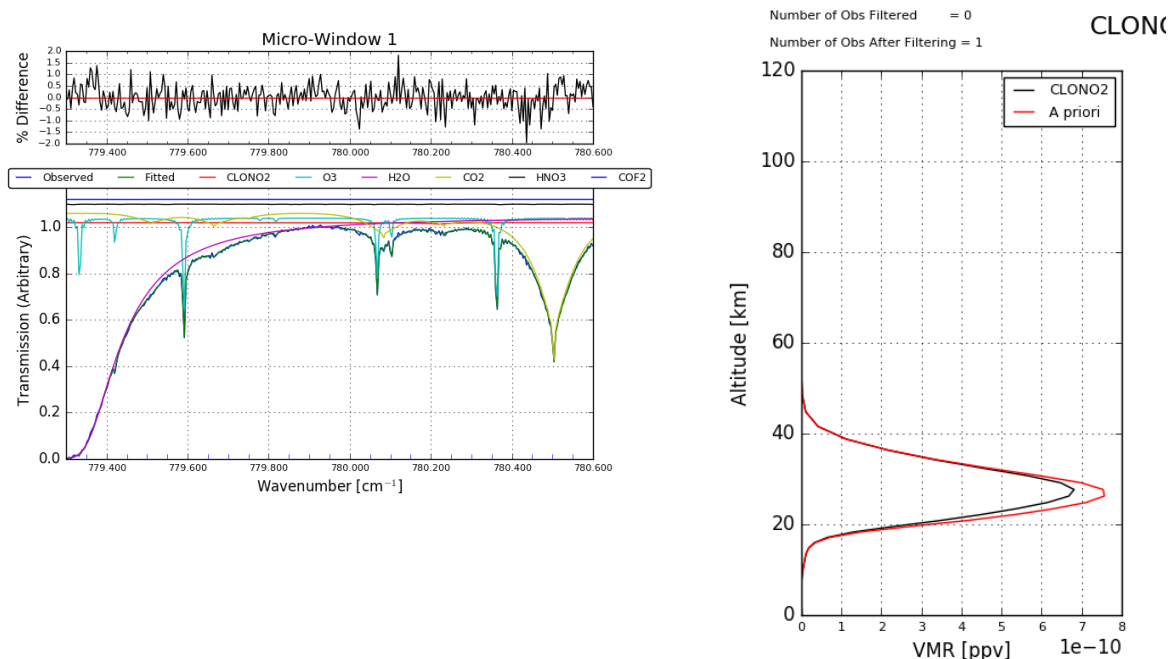 Micro-Window 1
% Difference
2.0
1.5
1.0
0.5
0.0
−0.5
−1.0
−1.5
−2.0
779.400 779.600 779.800 780.000 780.200 780.400 780.600
Observed Fitted CLONO2 O3 H2O CO2 HNO3 COF2
Transmission (Arbitrary)
1.0
0.8
0.6
0.4
0.2
0.0
779.400 779.600 779.800 780.000 780.200 780.400 780.600
Wavenumber [cm⁻¹]
Number of Obs Filtered = 0
Number of Obs After Filtering = 1
CLONO
CLONO2
A priori
Altitude [km]
120
100
80
60
40
20
0
0 1 2 3 4 5 6 7 8
VMR [ppv] 1e−10